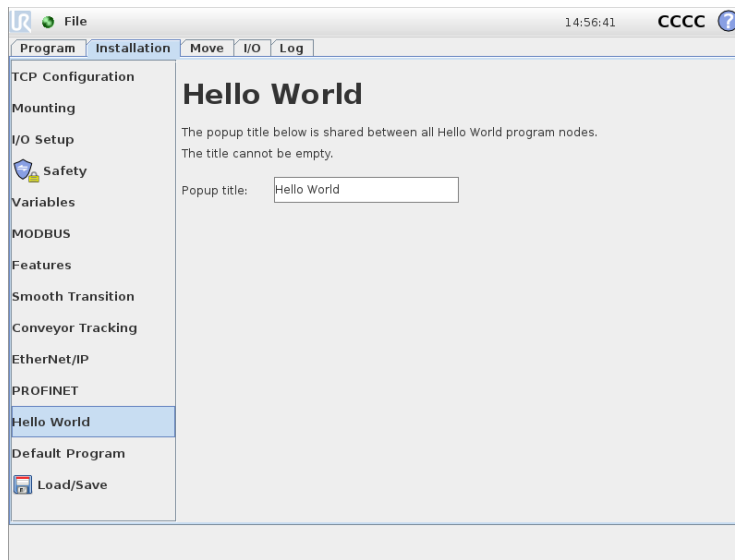 UR File 14:56:41 CCCC ?
Program Installation Move I/O Log
TCP Configuration
Mounting
I/O Setup
Safety
Variables
MODBUS
Features
Smooth Transition
Conveyor Tracking
EtherNet/IP
PROFINET
Hello World
Default Program
Load/Save
Hello World
The popup title below is shared between all Hello World program nodes.
The title cannot be empty.
Popup title: Hello World